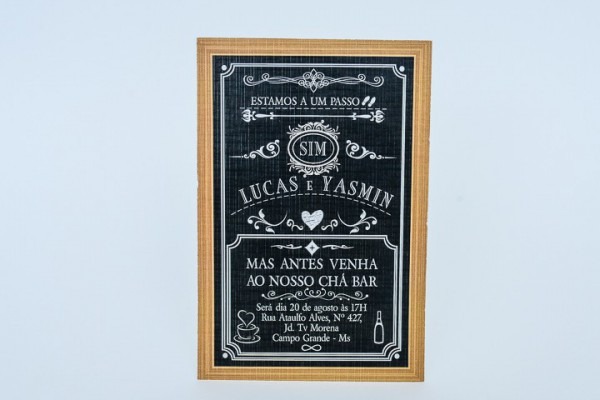 ESTAMOS A UM PASSO
SIM
LUCAS E YASMIN
MAS ANTES VENHA
AO NOSSO CHÁ BAR
Será dia 20 de agosto às 17H
Rua Ataulfo Alves, Nº 427,
Jd. Tv Morena
Campo Grande - Ms